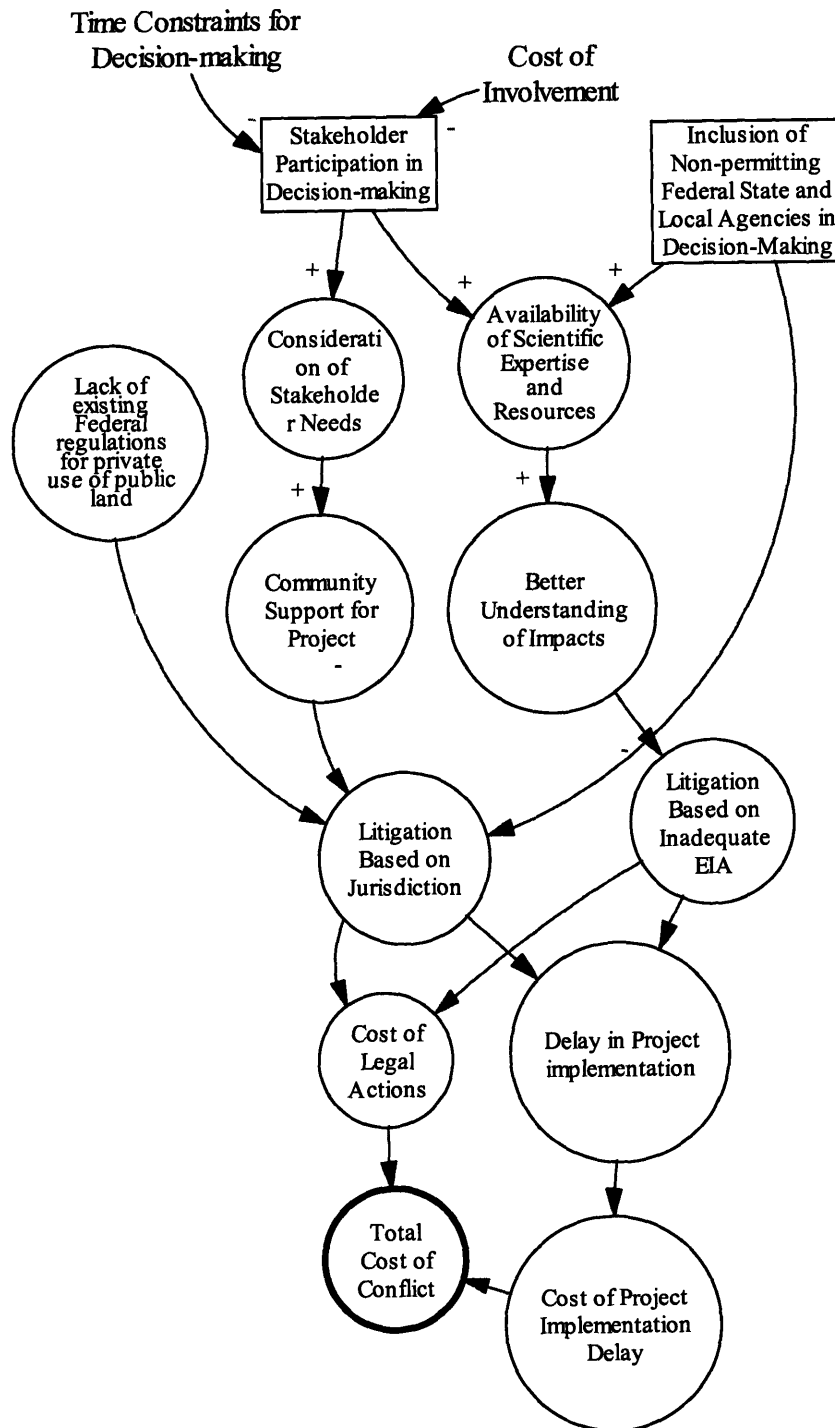 Time Constraints for
Decision-making
Cost of
Involvement
-
-
Stakeholder
Participation in
Decision-making
Inclusion of
Non-permitting
Federal State and
Local Agencies in
Decision-Making
+
+
+
Considerati
on of
Stakeholde
r Needs
Availability
of Scientific
Expertise
and
Resources
Lack of
existing
Federal
regulations
for private
use of public
land
+
+
Community
Support for
Project
-
Better
Understanding
of Impacts
-
Litigation
Based on
Jurisdiction
Litigation
Based on
Inadequate
EIA
Cost of
Legal
Actions
Delay in Project
implementation
Total
Cost of
Conflict
Cost of Project
Implementation
Delay